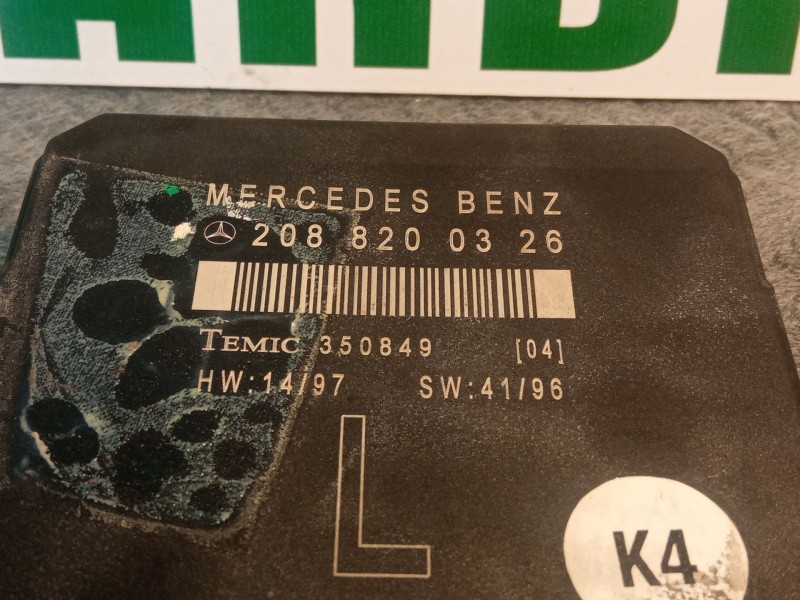 MERCEDES BENZ
208 820 03 26
TEMIC 350849 [04]
HW:14/97 SW:41/96
L
K4